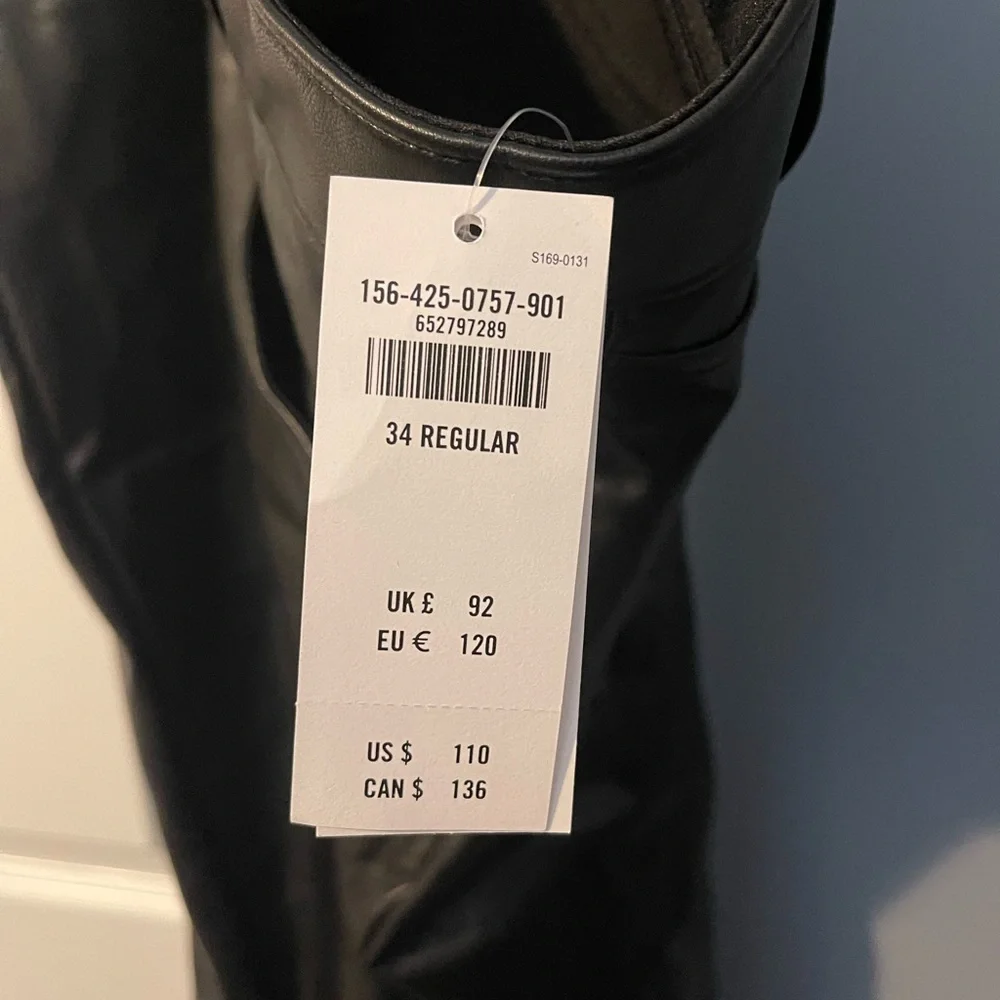 S169-0131
156-425-0757-901
652797289
34 REGULAR
UK £ 92
EU € 120
US $ 110
CAN $ 136